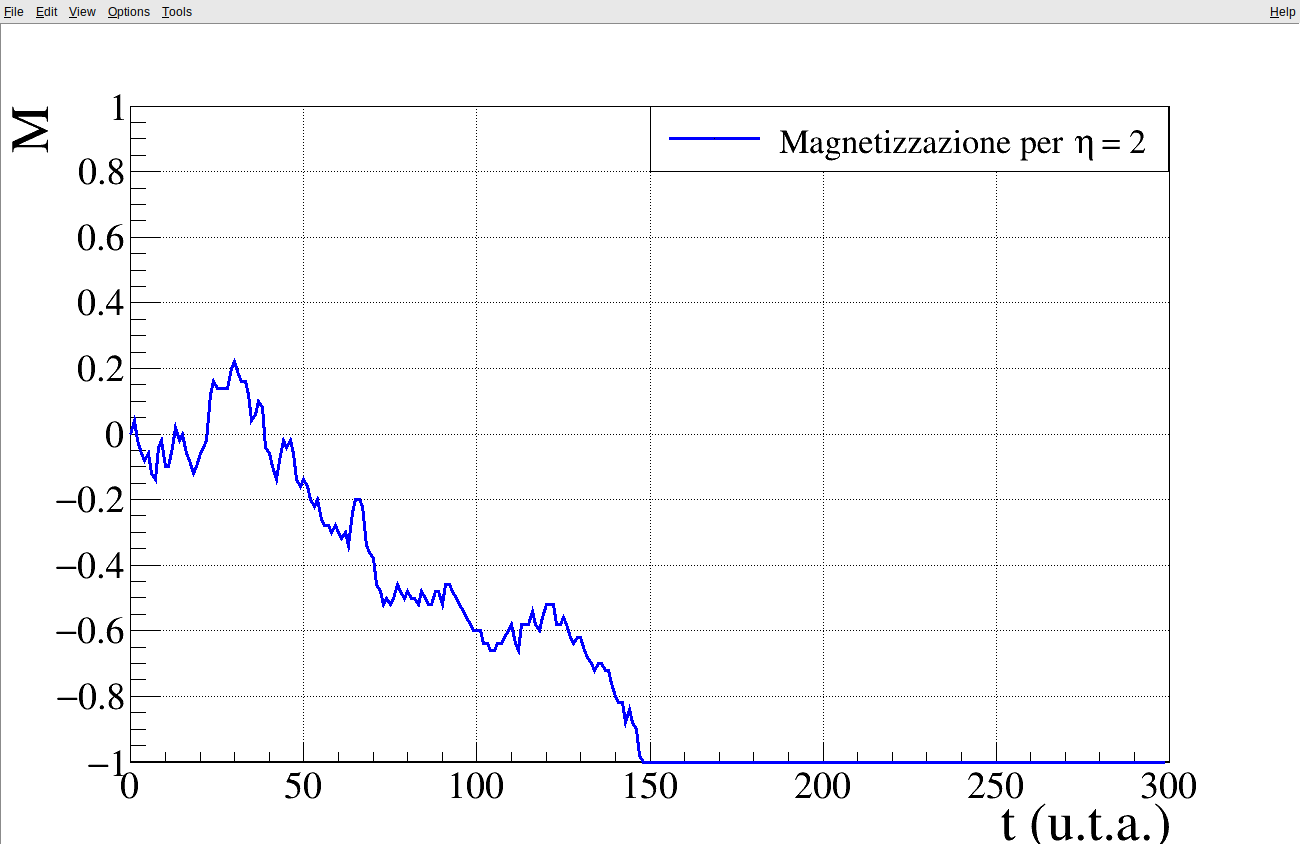 File Edit View Options Tools Help
M
Magnetizzazione per η = 2
1
0.8
0.6
0.4
0.2
0
−0.2
−0.4
−0.6
−0.8
−1
0 50 100 150 200 250 300
t (u.t.a.)